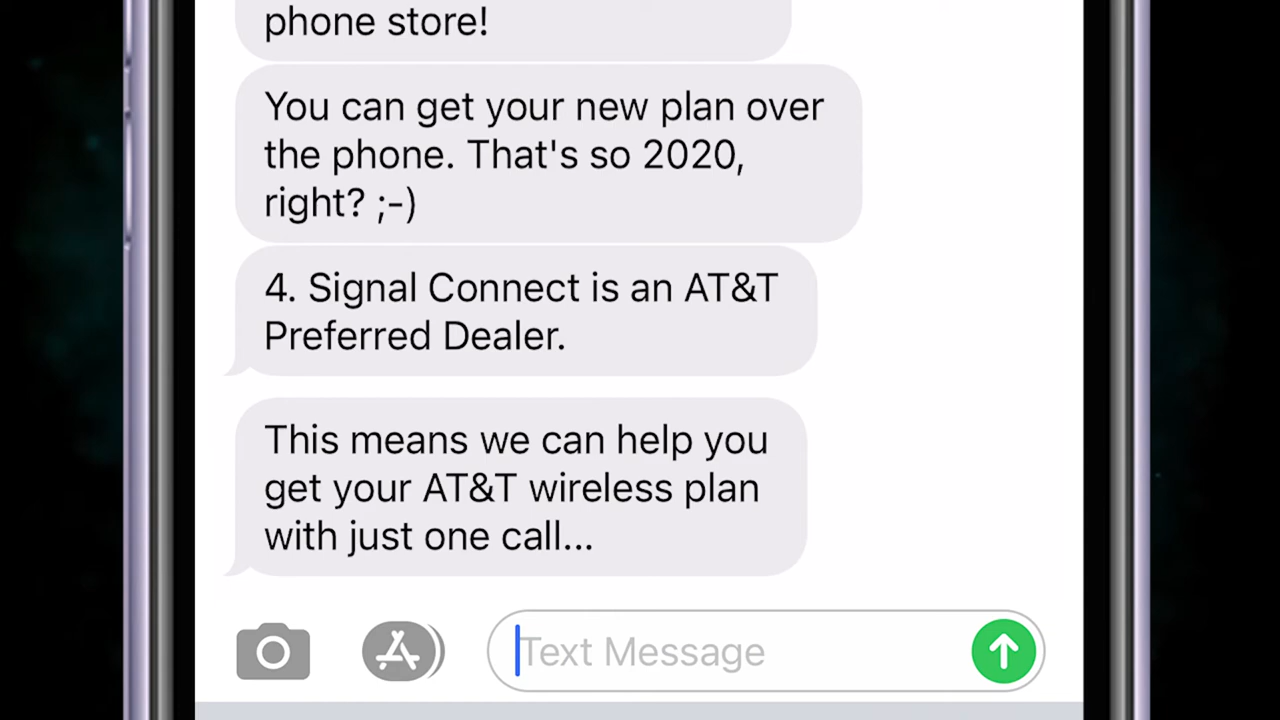 phone store!
You can get your new plan over
the phone. That's so 2020,
right? ;-)
4. Signal Connect is an AT&T
Preferred Dealer.
This means we can help you
get your AT&T wireless plan
with just one call...
Text Message